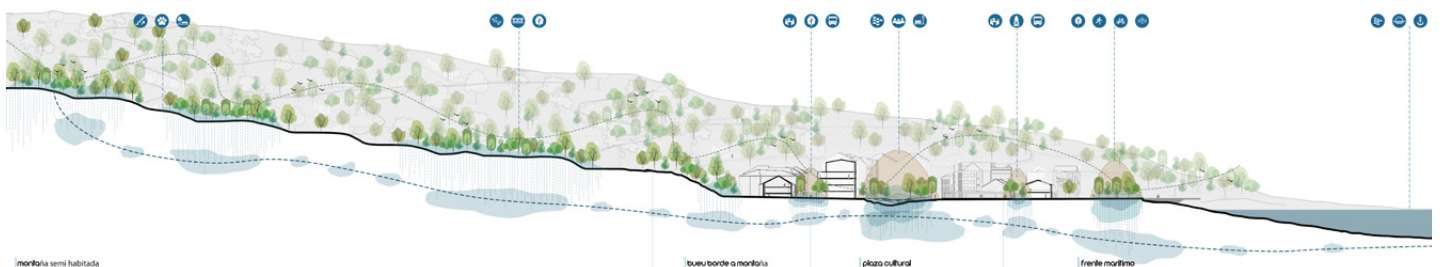 montaña semi habitada
bueu borde a montaña
plaza cultural
frente marítimo